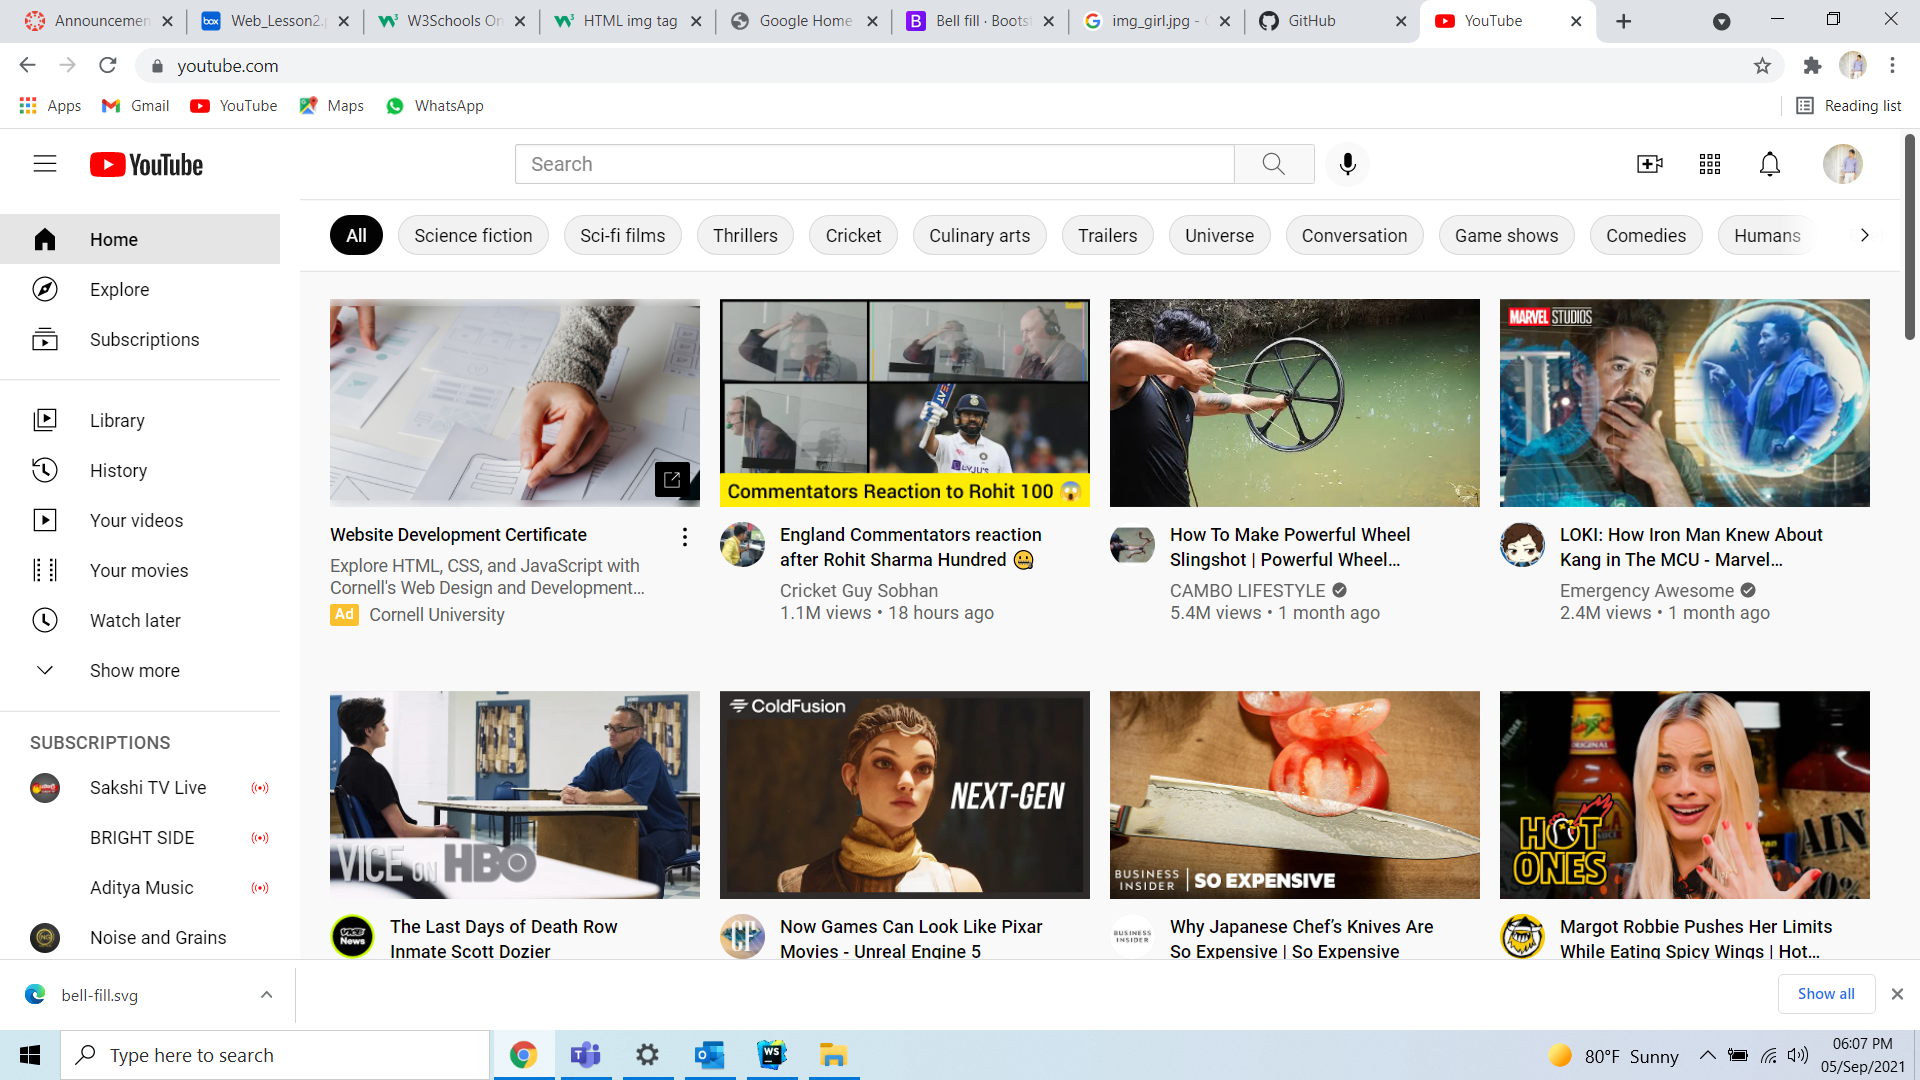 Announcemen
Web_Lesson2.p
W3Schools On
HTML img tag
Google Home
Bell fill · Boots
img_girl.jpg - G
GitHub
YouTube
youtube.com
Apps
Gmail
YouTube
Maps
WhatsApp
Reading list
YouTube
Search
All
Science fiction
Sci-fi films
Thrillers
Cricket
Culinary arts
Trailers
Universe
Conversation
Game shows
Comedies
Humans
Home
Explore
Subscriptions
Library
History
Your videos
Your movies
Watch later
Show more
SUBSCRIPTIONS
Sakshi TV Live
BRIGHT SIDE
Aditya Music
Noise and Grains
Website Development Certificate
Explore HTML, CSS, and JavaScript with
Cornell's Web Design and Development...
Ad Cornell University
Commentators Reaction to Rohit 100 😱
England Commentators reaction
after Rohit Sharma Hundred 🤐
Cricket Guy Sobhan
1.1M views • 18 hours ago
How To Make Powerful Wheel
Slingshot | Powerful Wheel...
CAMBO LIFESTYLE
5.4M views • 1 month ago
MARVEL STUDIOS
LOKI: How Iron Man Knew About
Kang in The MCU - Marvel...
Emergency Awesome
2.4M views • 1 month ago
VICE ON HBO
VICE News
The Last Days of Death Row
Inmate Scott Dozier
ColdFusion
NEXT-GEN
CF
Now Games Can Look Like Pixar
Movies - Unreal Engine 5
BUSINESS INSIDER | SO EXPENSIVE
BUSINESS INSIDER
Why Japanese Chef's Knives Are
So Expensive | So Expensive
ORIGINAL
HOT ONES
Margot Robbie Pushes Her Limits
While Eating Spicy Wings | Hot...
bell-fill.svg
Show all
Type here to search
WS
80°F Sunny
06:07 PM
05/Sep/2021